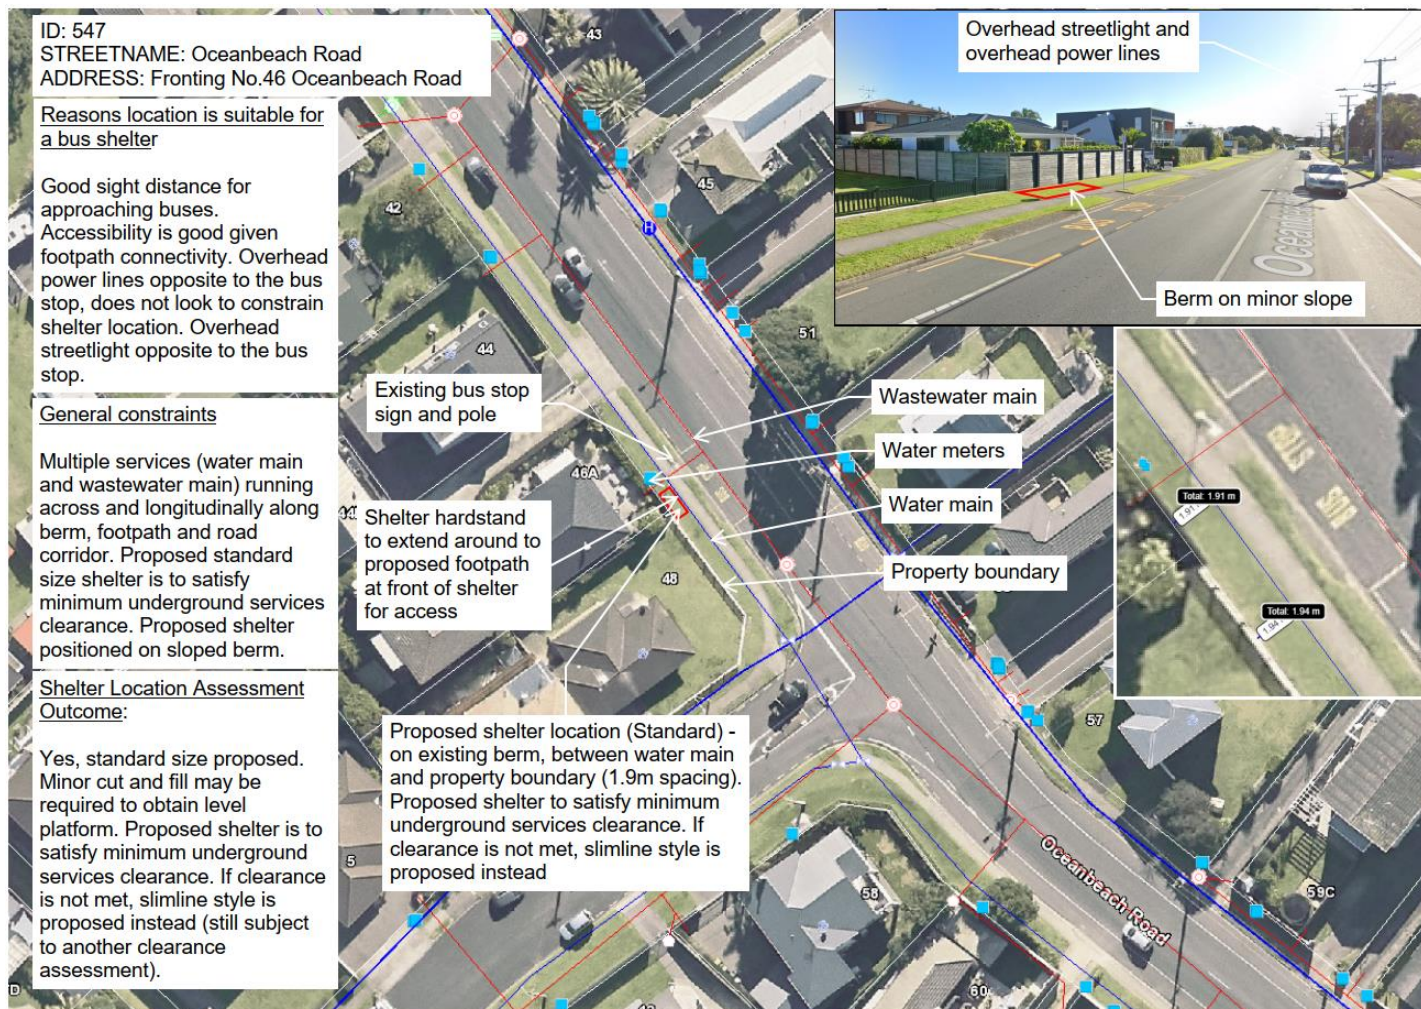 ID: 547
STREETNAME: Oceanbeach Road
ADDRESS: Fronting No.46 Oceanbeach Road
Reasons location is suitable for
a bus shelter
Good sight distance for
approaching buses.
Accessibility is good given
footpath connectivity. Overhead
power lines opposite to the bus
stop, does not look to constrain
shelter location. Overhead
streetlight opposite to the bus
stop.
General constraints
Multiple services (water main
and wastewater main) running
across and longitudinally along
berm, footpath and road
corridor. Proposed standard
size shelter is to satisfy
minimum underground services
clearance. Proposed shelter
positioned on sloped berm.
Shelter Location Assessment
Outcome:
Yes, standard size proposed.
Minor cut and fill may be
required to obtain level
platform. Proposed shelter is to
satisfy minimum underground
services clearance. If clearance
is not met, slimline style is
proposed instead (still subject
to another clearance
assessment).
Overhead streetlight and
overhead power lines
Berm on minor slope
Existing bus stop
sign and pole
Wastewater main
Water meters
Water main
Property boundary
Shelter hardstand
to extend around to
proposed footpath
at front of shelter
for access
Proposed shelter location (Standard) -
on existing berm, between water main
and property boundary (1.9m spacing).
Proposed shelter to satisfy minimum
underground services clearance. If
clearance is not met, slimline style is
proposed instead
Total: 1.91 m
1.91
Total: 1.94 m
1.94
43
45
42
51
44
46A
48
57
5
58
59C
60
H
Oceanbeach Road